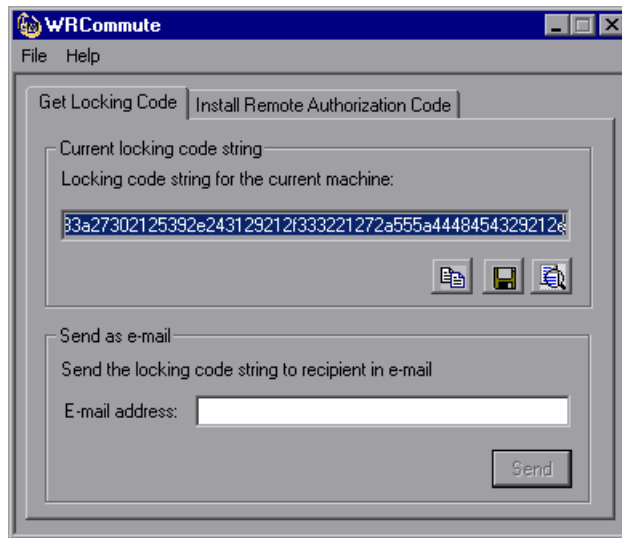 WRCommute
File Help
Get Locking Code Install Remote Authorization Code
Current locking code string
Locking code string for the current machine:
33a27302125392e243129212f333221272a555a4448454329212e
Send as e-mail
Send the locking code string to recipient in e-mail
E-mail address:
Send